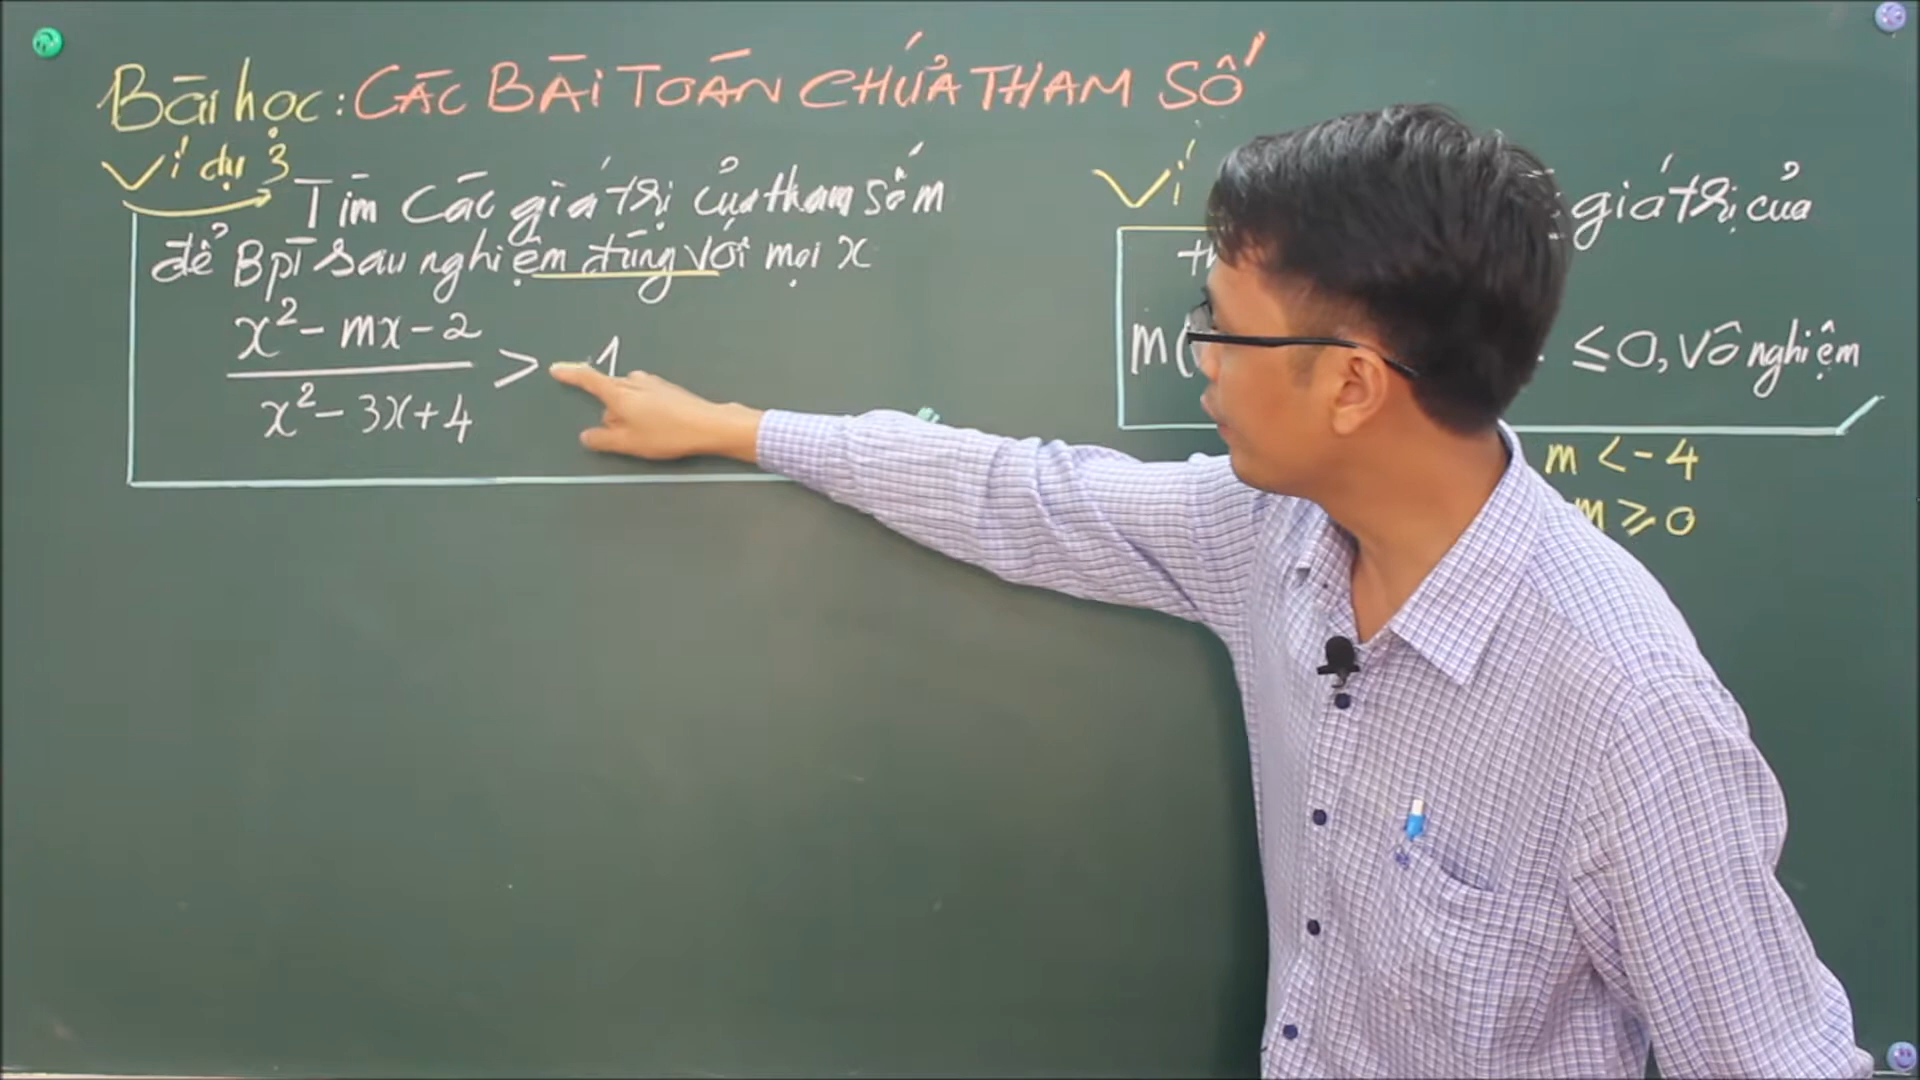 Bài học: CÁC BÀI TOÁN CHỨA THAM SỐ
Ví dụ 3
Tìm các giá trị của tham số m
để Bpt sau nghiệm đúng với mọi x
x² - mx - 2
x² - 3x + 4
> -1
Ví
giá trị của
m(
≤ 0, Vô nghiệm
m < -4
m ≥ 0